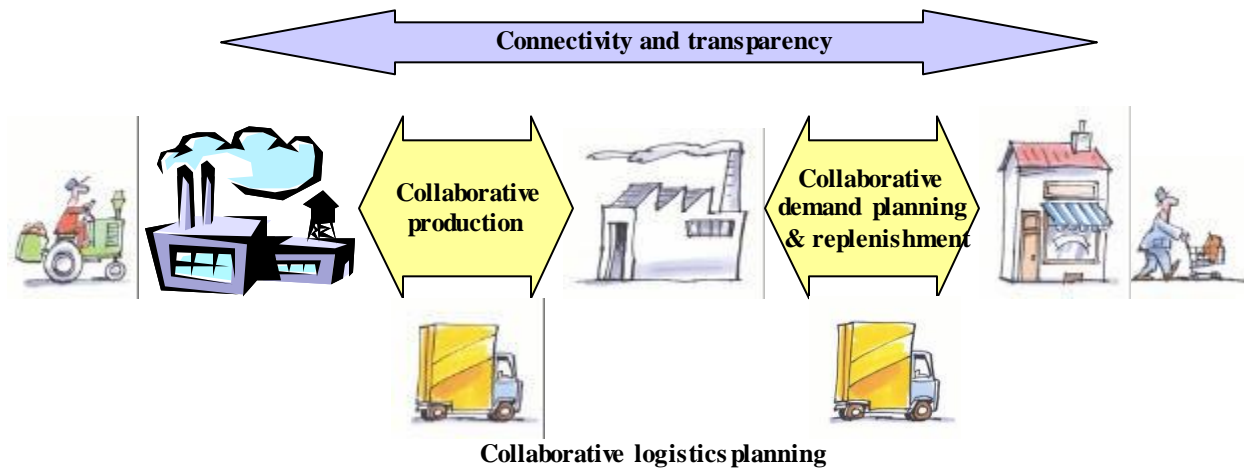 Connectivity and transparency
Collaborative
production
Collaborative
demand planning
& replenishment
Collaborative logistics planning